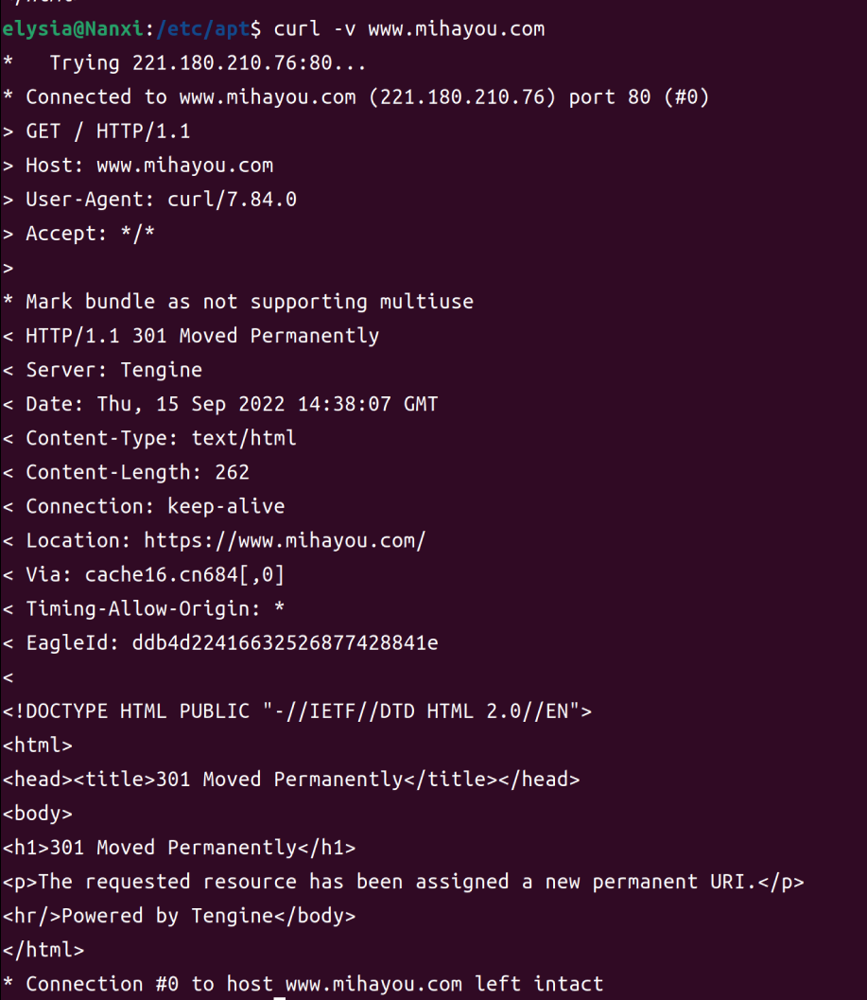 elysia@Nanxi:/etc/apt$ curl -v www.mihayou.com
*   Trying 221.180.210.76:80...
* Connected to www.mihayou.com (221.180.210.76) port 80 (#0)
> GET / HTTP/1.1
> Host: www.mihayou.com
> User-Agent: curl/7.84.0
> Accept: */*
>
* Mark bundle as not supporting multiuse
< HTTP/1.1 301 Moved Permanently
< Server: Tengine
< Date: Thu, 15 Sep 2022 14:38:07 GMT
< Content-Type: text/html
< Content-Length: 262
< Connection: keep-alive
< Location: https://www.mihayou.com/
< Via: cache16.cn684[,0]
< Timing-Allow-Origin: *
< EagleId: ddb4d22416632526877428841e
<
<!DOCTYPE HTML PUBLIC "-//IETF//DTD HTML 2.0//EN">
<html>
<head><title>301 Moved Permanently</title></head>
<body>
<h1>301 Moved Permanently</h1>
<p>The requested resource has been assigned a new permanent URI.</p>
<hr/>Powered by Tengine</body>
</html>
* Connection #0 to host www.mihayou.com left intact